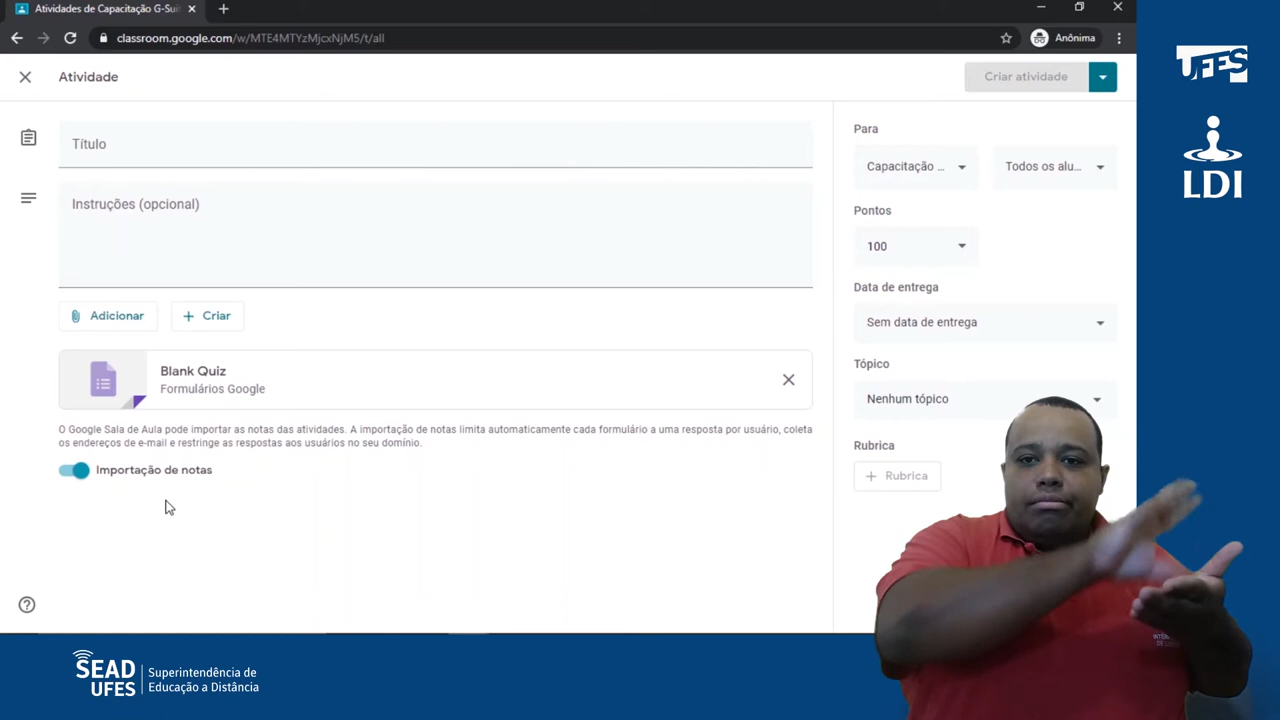 Atividades de Capacitação G-Sui
classroom.google.com/w/MTE4MTYzMjcxNjM5/t/all
Anônima
Atividade
Criar atividade
Título
Instruções (opcional)
Adicionar
Criar
Blank Quiz
Formulários Google
O Google Sala de Aula pode importar as notas das atividades. A importação de notas limita automaticamente cada formulário a uma resposta por usuário, coleta
os endereços de e-mail e restringe as respostas aos usuários no seu domínio.
Importação de notas
Para
Capacitação ...
Todos os alu...
Pontos
100
Data de entrega
Sem data de entrega
Tópico
Nenhum tópico
Rubrica
Rubrica
UFES
LDI
SEAD
UFES
Superintendência de
Educação a Distância